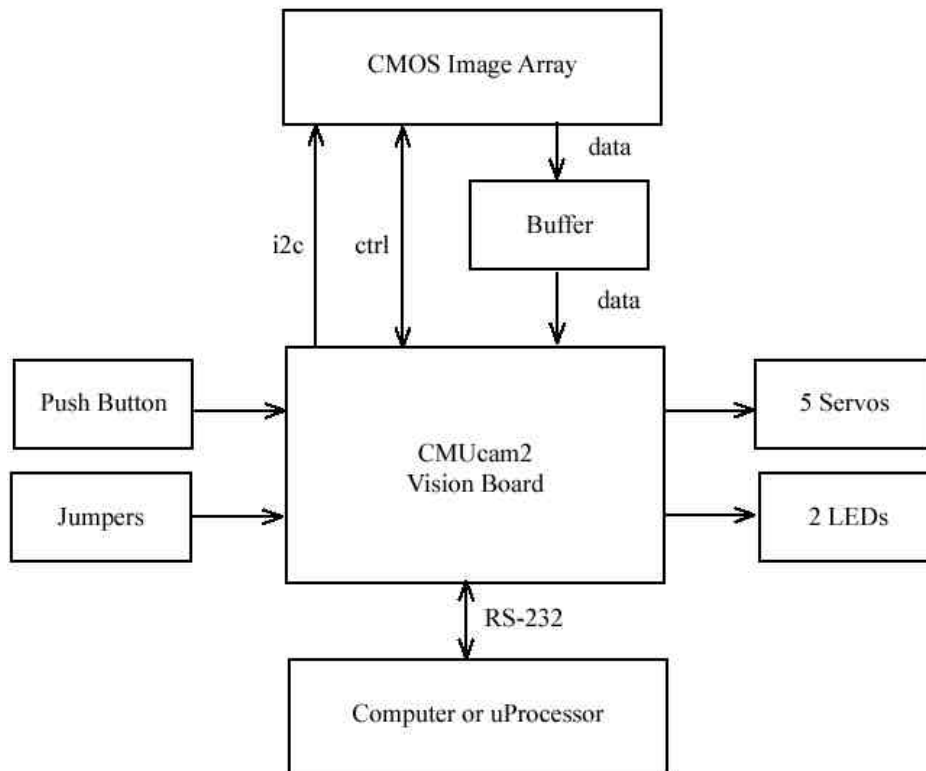 CMOS Image Array
data
Buffer
i2c
ctrl
data
Push Button
5 Servos
CMUcam2
Vision Board
Jumpers
2 LEDs
RS-232
Computer or uProcessor